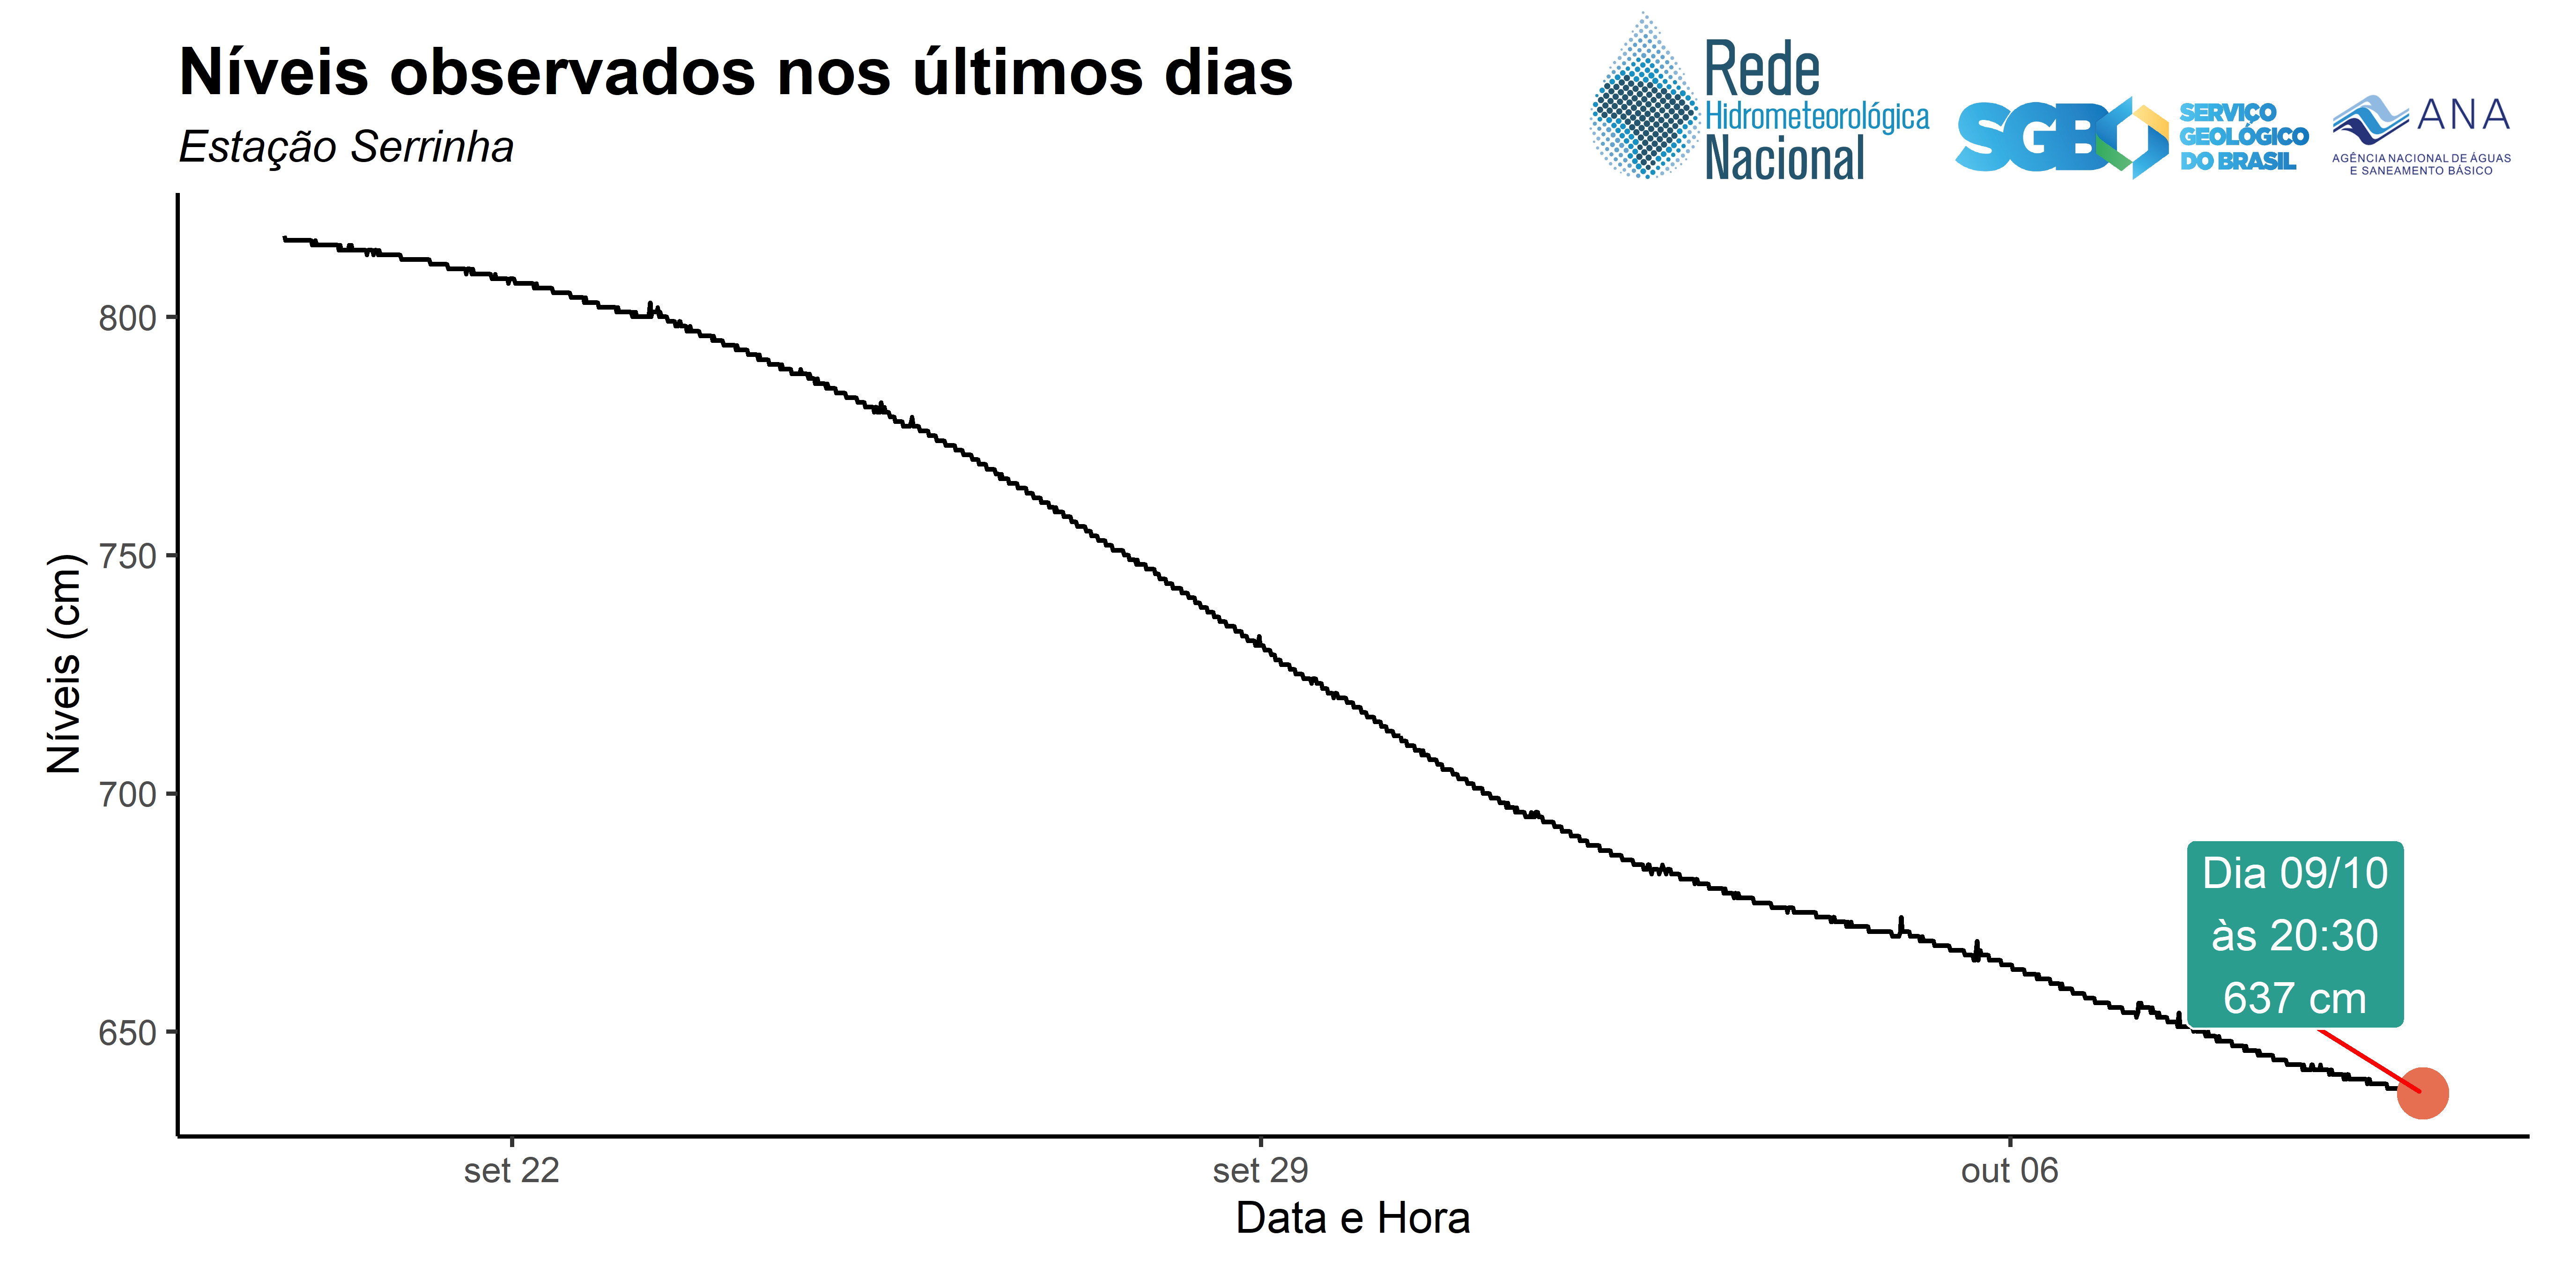 Níveis observados nos últimos dias
Estação Serrinha
Rede
Hidrometeorológica
Nacional
SGB
SERVIÇO
GEOLÓGICO
DO BRASIL
ANA
AGÊNCIA NACIONAL DE ÁGUAS
E SANEAMENTO BÁSICO
Níveis (cm)
800
750
700
650
Dia 09/10
às 20:30
637 cm
set 22
set 29
out 06
Data e Hora